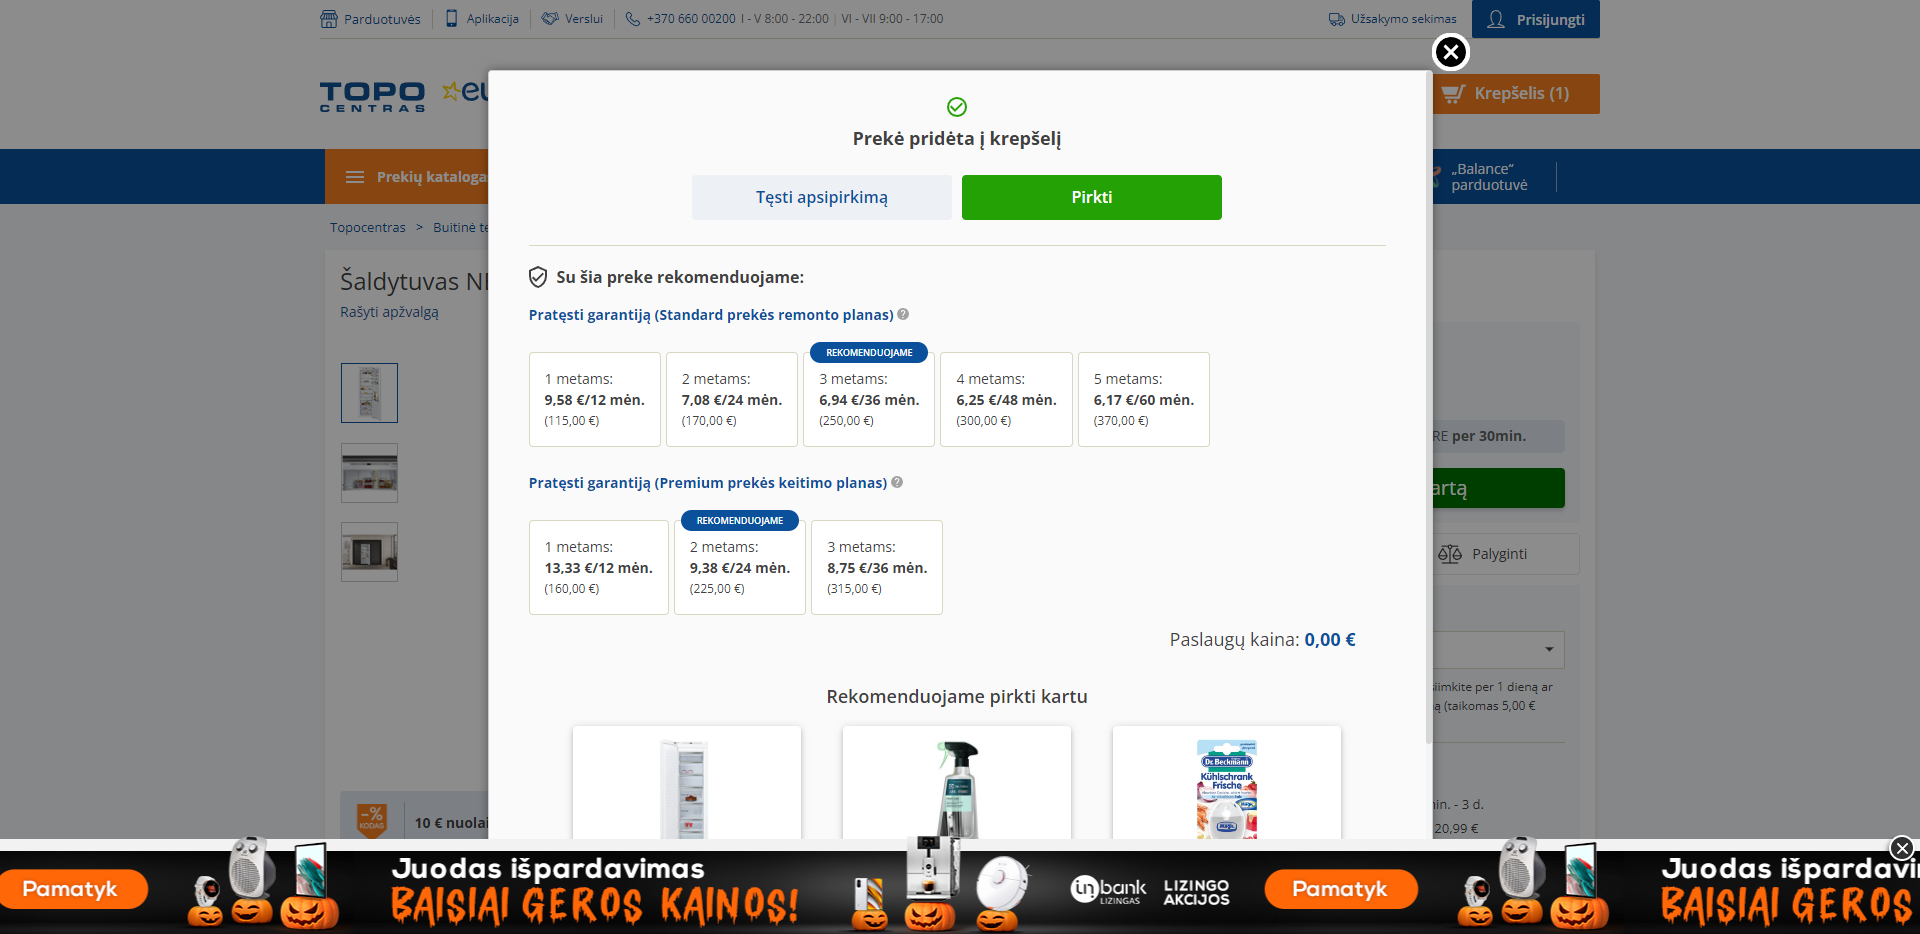 Parduotuvės
Aplikacija
Verslui
+370 660 00200 I - V 8:00 - 22:00 | VI - VII 9:00 - 17:00
Užsakymo sekimas
Prisijungti
TOPO
CENTRAS
Krepšelis (1)
Prekių kataloga
„Balance“
parduotuvė
Topocentras > Buitinė te
Šaldytuvas
Rašyti apžvalgą
Prekė pridėta į krepšelį
Tęsti apsipirkimą
Pirkti
Su šia preke rekomenduojame:
Pratęsti garantiją (Standard prekės remonto planas)
REKOMENDUOJAME
1 metams:
9,58 €/12 mėn.
(115,00 €)
2 metams:
7,08 €/24 mėn.
(170,00 €)
3 metams:
6,94 €/36 mėn.
(250,00 €)
4 metams:
6,25 €/48 mėn.
(300,00 €)
5 metams:
6,17 €/60 mėn.
(370,00 €)
Pratęsti garantiją (Premium prekės keitimo planas)
REKOMENDUOJAME
1 metams:
13,33 €/12 mėn.
(160,00 €)
2 metams:
9,38 €/24 mėn.
(225,00 €)
3 metams:
8,75 €/36 mėn.
(315,00 €)
Paslaugų kaina: 0,00 €
Rekomenduojame pirkti kartu
Dr. Beckmann
Kühlschrank
Frische
RE per 30min.
artą
Palyginti
siimkite per 1 dieną ar
ą (taikomas 5,00 €
in. - 3 d.
20,99 €
-%
KODAS
10 € nuolai
Pamatyk
Juodas išpardavimas
BAISIAI GEROS KAINOS!
inbank
LIZINGAS
LIZINGO
AKCIJOS
Pamatyk
Juodas išpardavi
BAISIAI GEROS